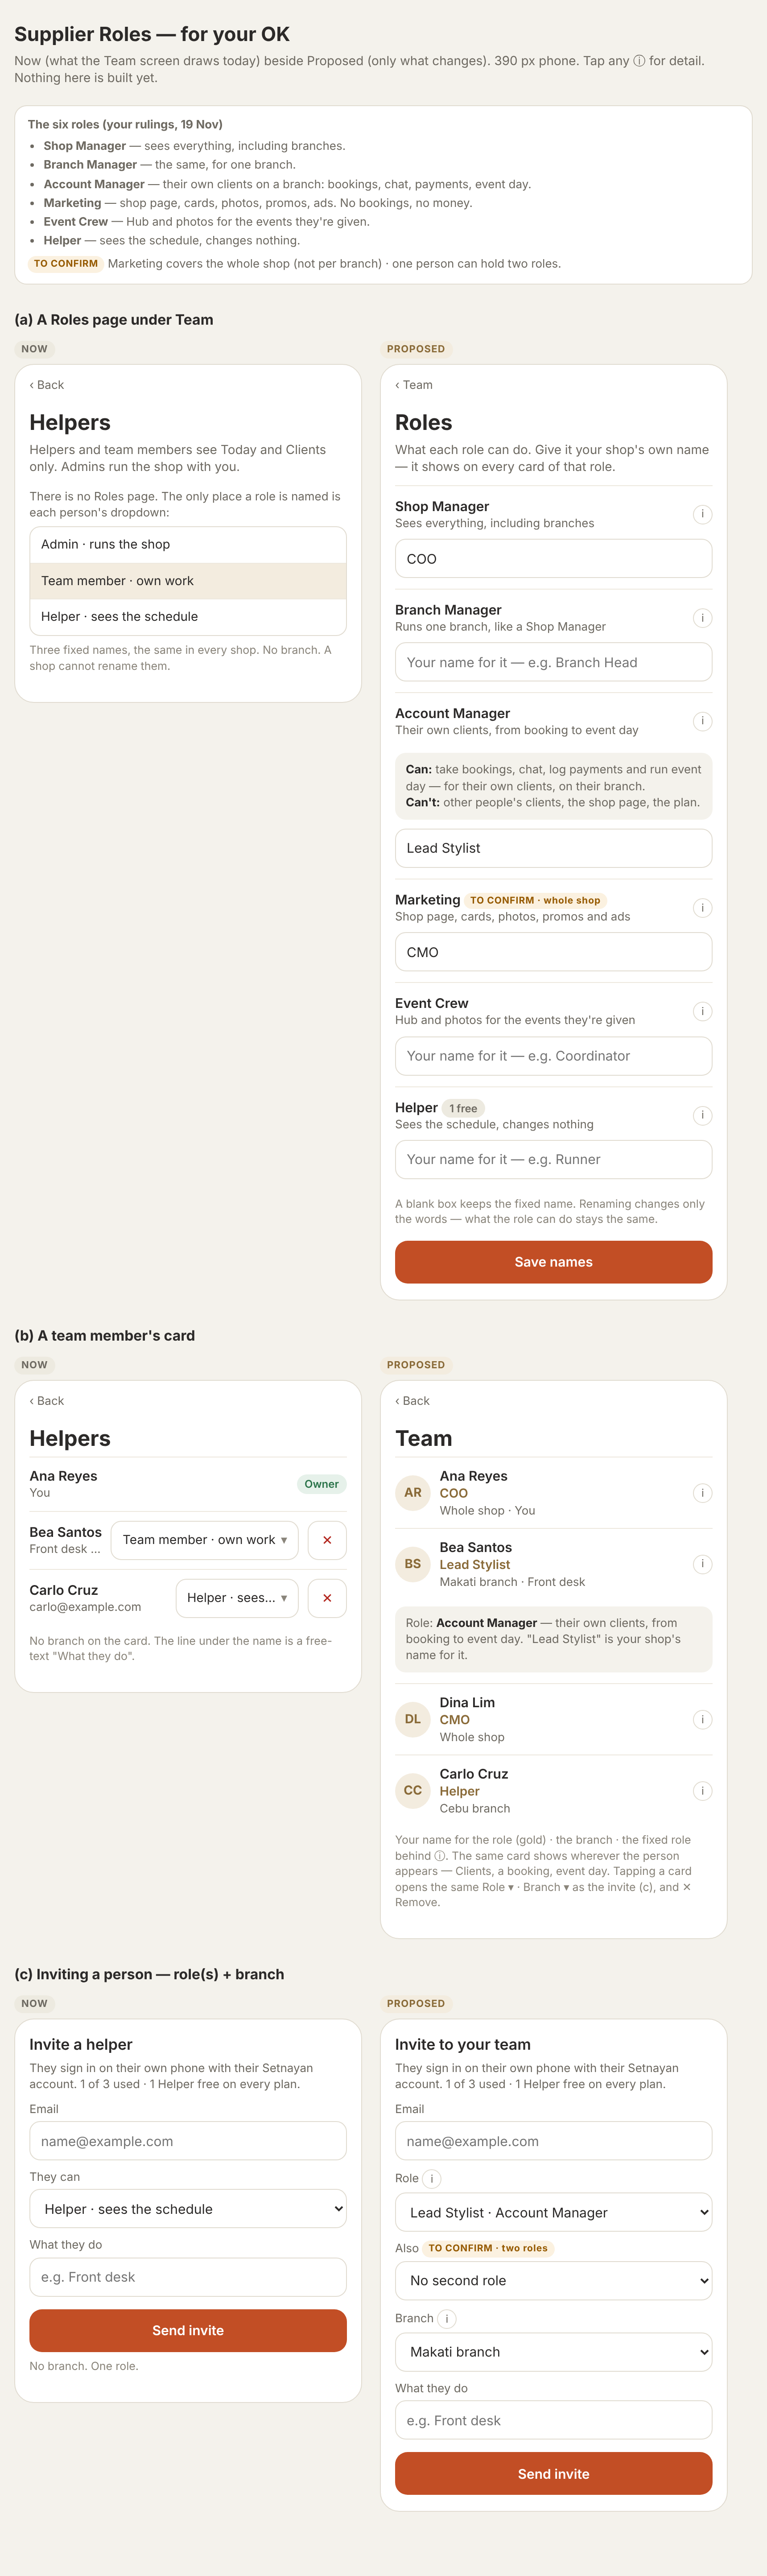 Supplier Roles — for your OK
Now (what the Team screen draws today) beside Proposed (only what changes). 390 px phone. Tap any ⓘ for detail.
Nothing here is built yet.
The six roles (your rulings, 19 Nov)
• Shop Manager — sees everything, including branches.
• Branch Manager — the same, for one branch.
• Account Manager — their own clients on a branch: bookings, chat, payments, event day.
• Marketing — shop page, cards, photos, promos, ads. No bookings, no money.
• Event Crew — Hub and photos for the events they're given.
• Helper — sees the schedule, changes nothing.
TO CONFIRM Marketing covers the whole shop (not per branch) · one person can hold two roles.
(a) A Roles page under Team
NOW
‹ Back
Helpers
Helpers and team members see Today and Clients
only. Admins run the shop with you.
There is no Roles page. The only place a role is named is
each person's dropdown:
Admin · runs the shop
Team member · own work
Helper · sees the schedule
Three fixed names, the same in every shop. No branch. A
shop cannot rename them.
PROPOSED
‹ Team
Roles
What each role can do. Give it your shop's own name
— it shows on every card of that role.
Shop Manager
Sees everything, including branches
i
COO
Branch Manager
Runs one branch, like a Shop Manager
i
Your name for it — e.g. Branch Head
Account Manager
Their own clients, from booking to event day
i
Can: take bookings, chat, log payments and run event
day — for their own clients, on their branch.
Can't: other people's clients, the shop page, the plan.
Lead Stylist
Marketing TO CONFIRM · whole shop
Shop page, cards, photos, promos and ads
i
CMO
Event Crew
Hub and photos for the events they're given
i
Your name for it — e.g. Coordinator
Helper 1 free
Sees the schedule, changes nothing
i
Your name for it — e.g. Runner
A blank box keeps the fixed name. Renaming changes only
the words — what the role can do stays the same.
Save names
(b) A team member's card
NOW
‹ Back
Helpers
Ana Reyes
You
Owner
Bea Santos
Front desk ...
Team member · own work ▾
✕
Carlo Cruz
carlo@example.com
Helper · sees... ▾
✕
No branch on the card. The line under the name is a free-
text "What they do".
PROPOSED
‹ Back
Team
AR
Ana Reyes
COO
Whole shop · You
i
BS
Bea Santos
Lead Stylist
Makati branch · Front desk
i
Role: Account Manager — their own clients, from
booking to event day. "Lead Stylist" is your shop's
name for it.
DL
Dina Lim
CMO
Whole shop
i
CC
Carlo Cruz
Helper
Cebu branch
i
Your name for the role (gold) · the branch · the fixed role
behind ⓘ. The same card shows wherever the person
appears — Clients, a booking, event day. Tapping a card
opens the same Role ▾ · Branch ▾ as the invite (c), and ✕
Remove.
(c) Inviting a person — role(s) + branch
NOW
Invite a helper
They sign in on their own phone with their Setnayan
account. 1 of 3 used · 1 Helper free on every plan.
Email
name@example.com
They can
Helper · sees the schedule
What they do
e.g. Front desk
Send invite
No branch. One role.
PROPOSED
Invite to your team
They sign in on their own phone with their Setnayan
account. 1 of 3 used · 1 Helper free on every plan.
Email
name@example.com
Role i
Lead Stylist · Account Manager
Also TO CONFIRM · two roles
No second role
Branch i
Makati branch
What they do
e.g. Front desk
Send invite